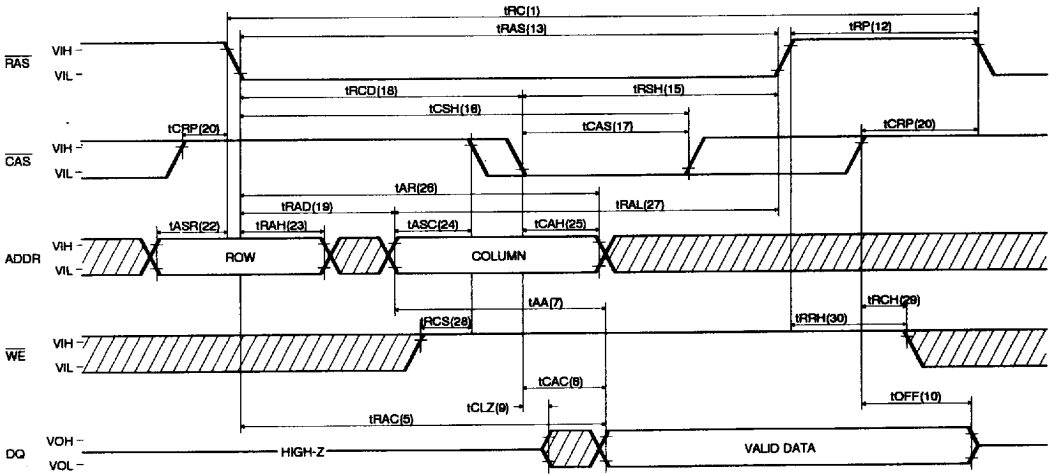 tRC(1)
tRAS(13)
tRP(12)
RAS
VIH
VIL
tRCD(18)
tRSH(15)
tCSH(16)
tCRP(20)
tCAS(17)
tCRP(20)
CAS
VIH
VIL
tAR(26)
tRAD(19)
tRAL(27)
tASR(22)
tRAH(23)
tASC(24)
tCAH(25)
ADDR
VIH
VIL
ROW
COLUMN
tAA(7)
tRCS(28)
tRCH(29)
tRRH(30)
WE
VIH
VIL
tCAC(6)
tCLZ(9)
tOFF(10)
tRAC(5)
DQ
VOH
VOL
HIGH-Z
VALID DATA